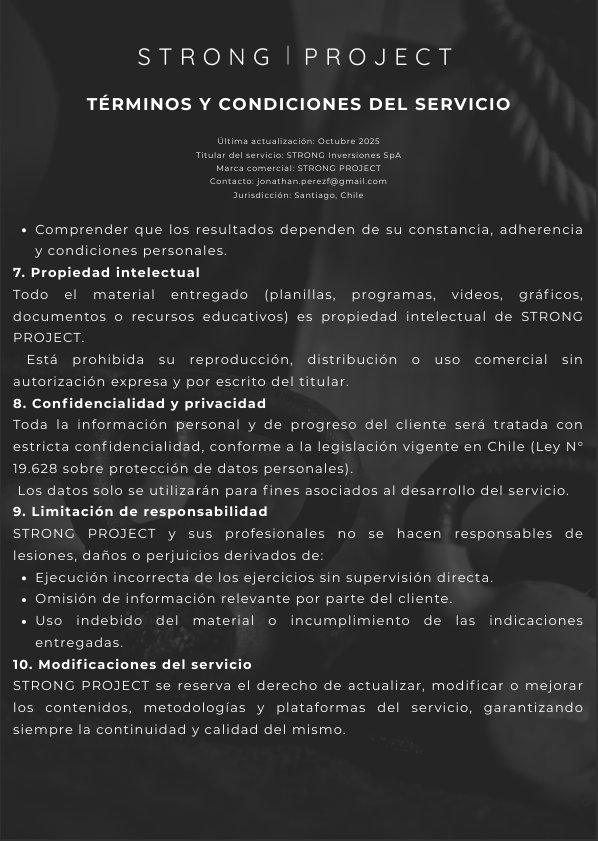 STRONG | PROJECT
TÉRMINOS Y CONDICIONES DEL SERVICIO
Última actualización: Octubre 2025
Titular del servicio: STRONG Inversiones SpA
Marca comercial: STRONG PROJECT
Contacto: jonathan.perezf@gmail.com
Jurisdicción: Santiago, Chile
• Comprender que los resultados dependen de su constancia, adherencia
y condiciones personales.
7. Propiedad intelectual
Todo el material entregado (planillas, programas, videos, gráficos,
documentos o recursos educativos) es propiedad intelectual de STRONG
PROJECT.
Está prohibida su reproducción, distribución o uso comercial sin
autorización expresa y por escrito del titular.
8. Confidencialidad y privacidad
Toda la información personal y de progreso del cliente será tratada con
estricta confidencialidad, conforme a la legislación vigente en Chile (Ley N°
19.628 sobre protección de datos personales).
Los datos solo se utilizarán para fines asociados al desarrollo del servicio.
9. Limitación de responsabilidad
STRONG PROJECT y sus profesionales no se hacen responsables de
lesiones, daños o perjuicios derivados de:
• Ejecución incorrecta de los ejercicios sin supervisión directa.
• Omisión de información relevante por parte del cliente.
• Uso indebido del material o incumplimiento de las indicaciones
entregadas.
10. Modificaciones del servicio
STRONG PROJECT se reserva el derecho de actualizar, modificar o mejorar
los contenidos, metodologías y plataformas del servicio, garantizando
siempre la continuidad y calidad del mismo.